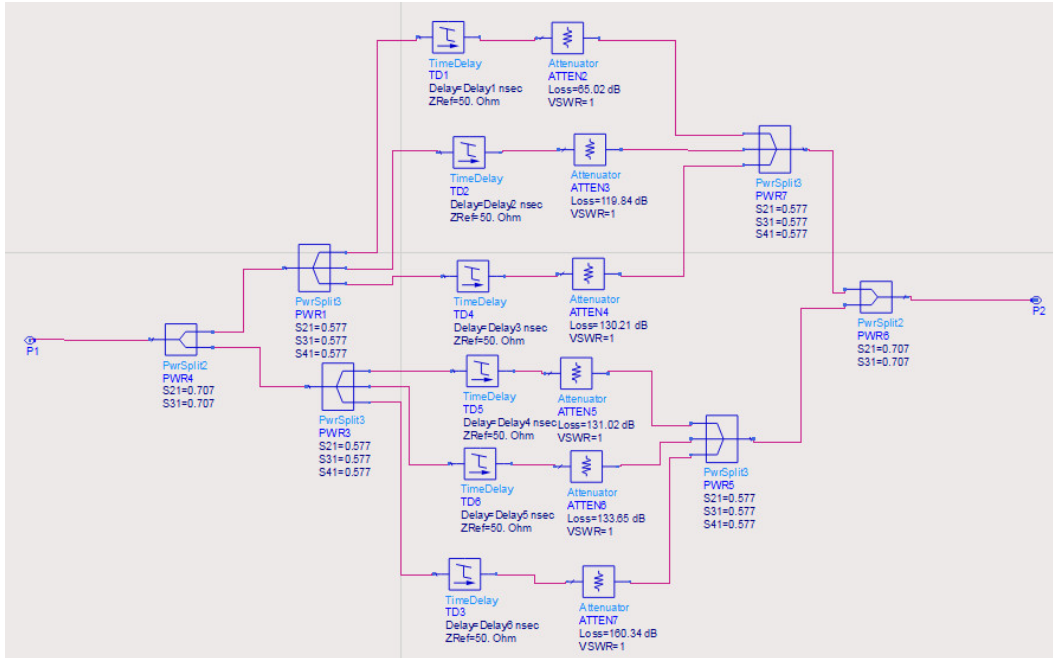 TimeDelay
TD1
Delay=Delay1 nsec
ZRef=50. Ohm
Attenuator
ATTEN2
Loss=65.02 dB
VSWR=1
TimeDelay
TD2
Delay=Delay2 nsec
ZRef=50. Ohm
Attenuator
ATTEN3
Loss=119.84 dB
VSWR=1
PwrSplit3
PWR7
S21=0.577
S31=0.577
S41=0.577
PwrSplit3
PWR1
S21=0.577
S31=0.577
S41=0.577
TimeDelay
TD4
Delay=Delay3 nsec
ZRef=50. Ohm
Attenuator
ATTEN4
Loss=130.21 dB
VSWR=1
P1
PwrSplit2
PWR4
S21=0.707
S31=0.707
PwrSplit2
PWR6
S21=0.707
S31=0.707
P2
PwrSplit3
PWR3
S21=0.577
S31=0.577
S41=0.577
TimeDelay
TD5
Delay=Delay4 nsec
ZRef=50. Ohm
Attenuator
ATTEN5
Loss=131.02 dB
VSWR=1
TimeDelay
TD6
Delay=Delay5 nsec
ZRef=50. Ohm
Attenuator
ATTEN6
Loss=133.65 dB
VSWR=1
PwrSplit3
PWR5
S21=0.577
S31=0.577
S41=0.577
TimeDelay
TD3
Delay=Delay6 nsec
ZRef=50. Ohm
Attenuator
ATTEN7
Loss=160.34 dB
VSWR=1